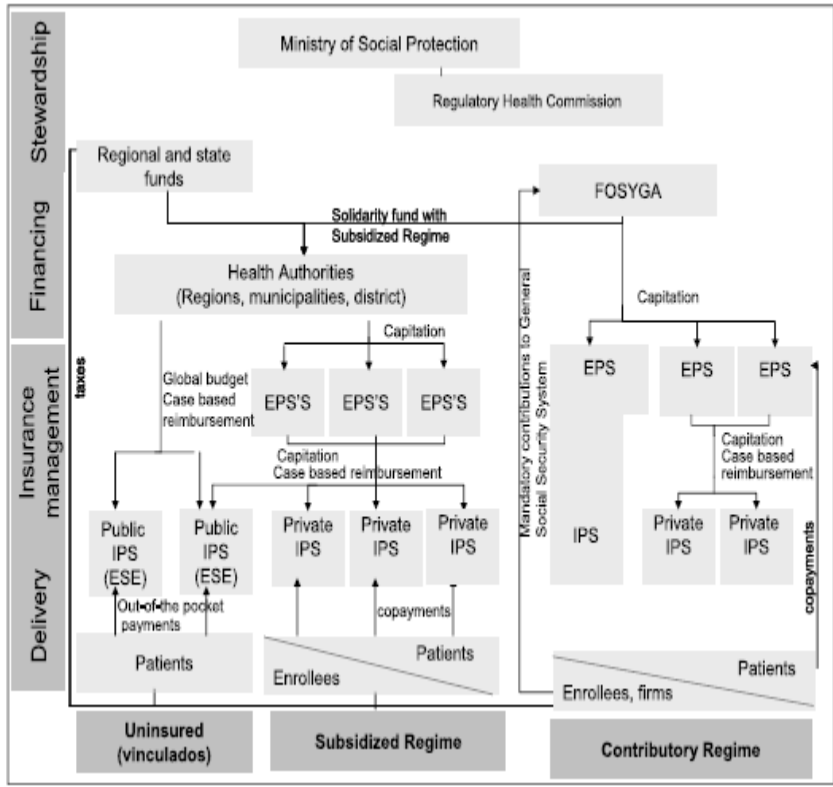 Stewardship
Financing
Insurance
management
Delivery
Ministry of Social Protection
Regulatory Health Commission
Regional and state
funds
FOSYGA
Solidarity fund with
Subsidized Regime
Health Authorities
(Regions, municipalities, district)
Capitation
Capitation
taxes
Global budget
Case based
reimbursement
EPS'S
EPS'S
EPS'S
Mandatory contributions to General
Social Security System
EPS
EPS
EPS
Capitation
Case based reimbursement
Capitation
Case based
reimbursement
Public
IPS
(ESE)
Public
IPS
(ESE)
Private
IPS
Private
IPS
Private
IPS
IPS
Private
IPS
Private
IPS
copayments
Out-of-the pocket
payments
copayments
Patients
Enrollees
Patients
Enrollees, firms
Patients
Uninsured
(vinculados)
Subsidized Regime
Contributory Regime